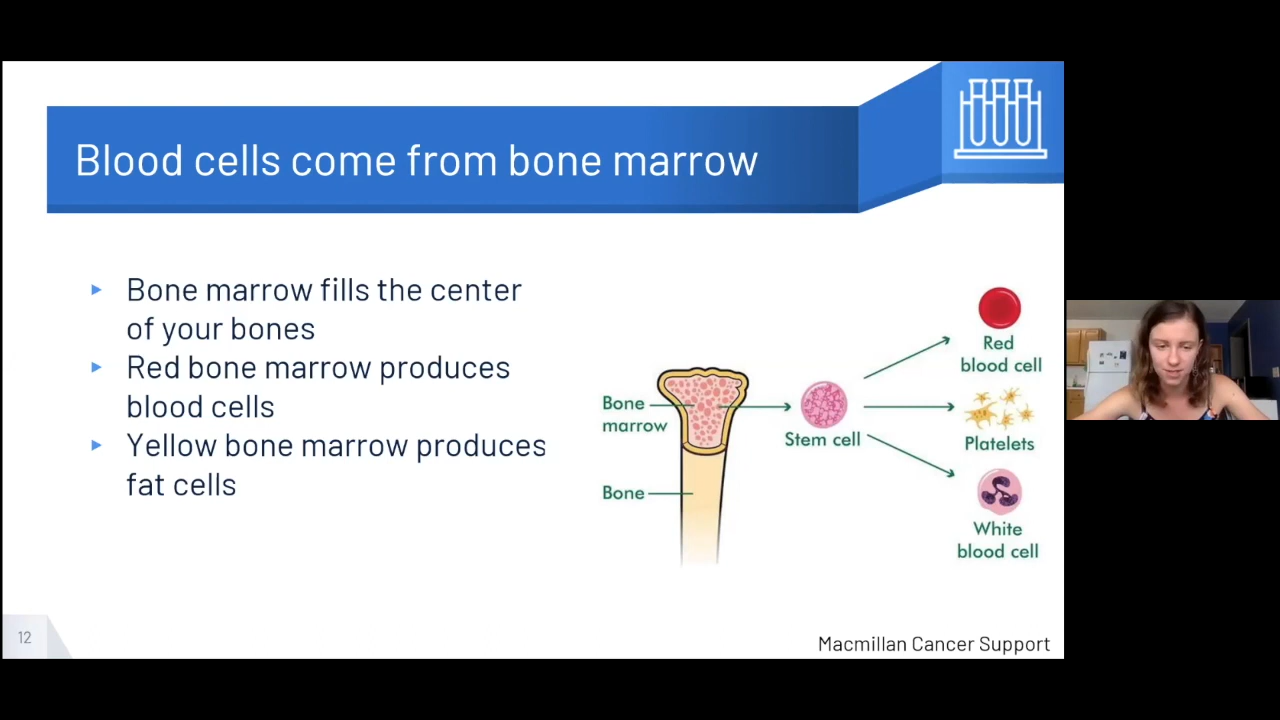 Blood cells come from bone marrow
Bone marrow fills the center
of your bones
Red bone marrow produces
blood cells
Yellow bone marrow produces
fat cells
Bone
marrow
Bone
Stem cell
Red
blood cell
Platelets
White
blood cell
12
Macmillan Cancer Support